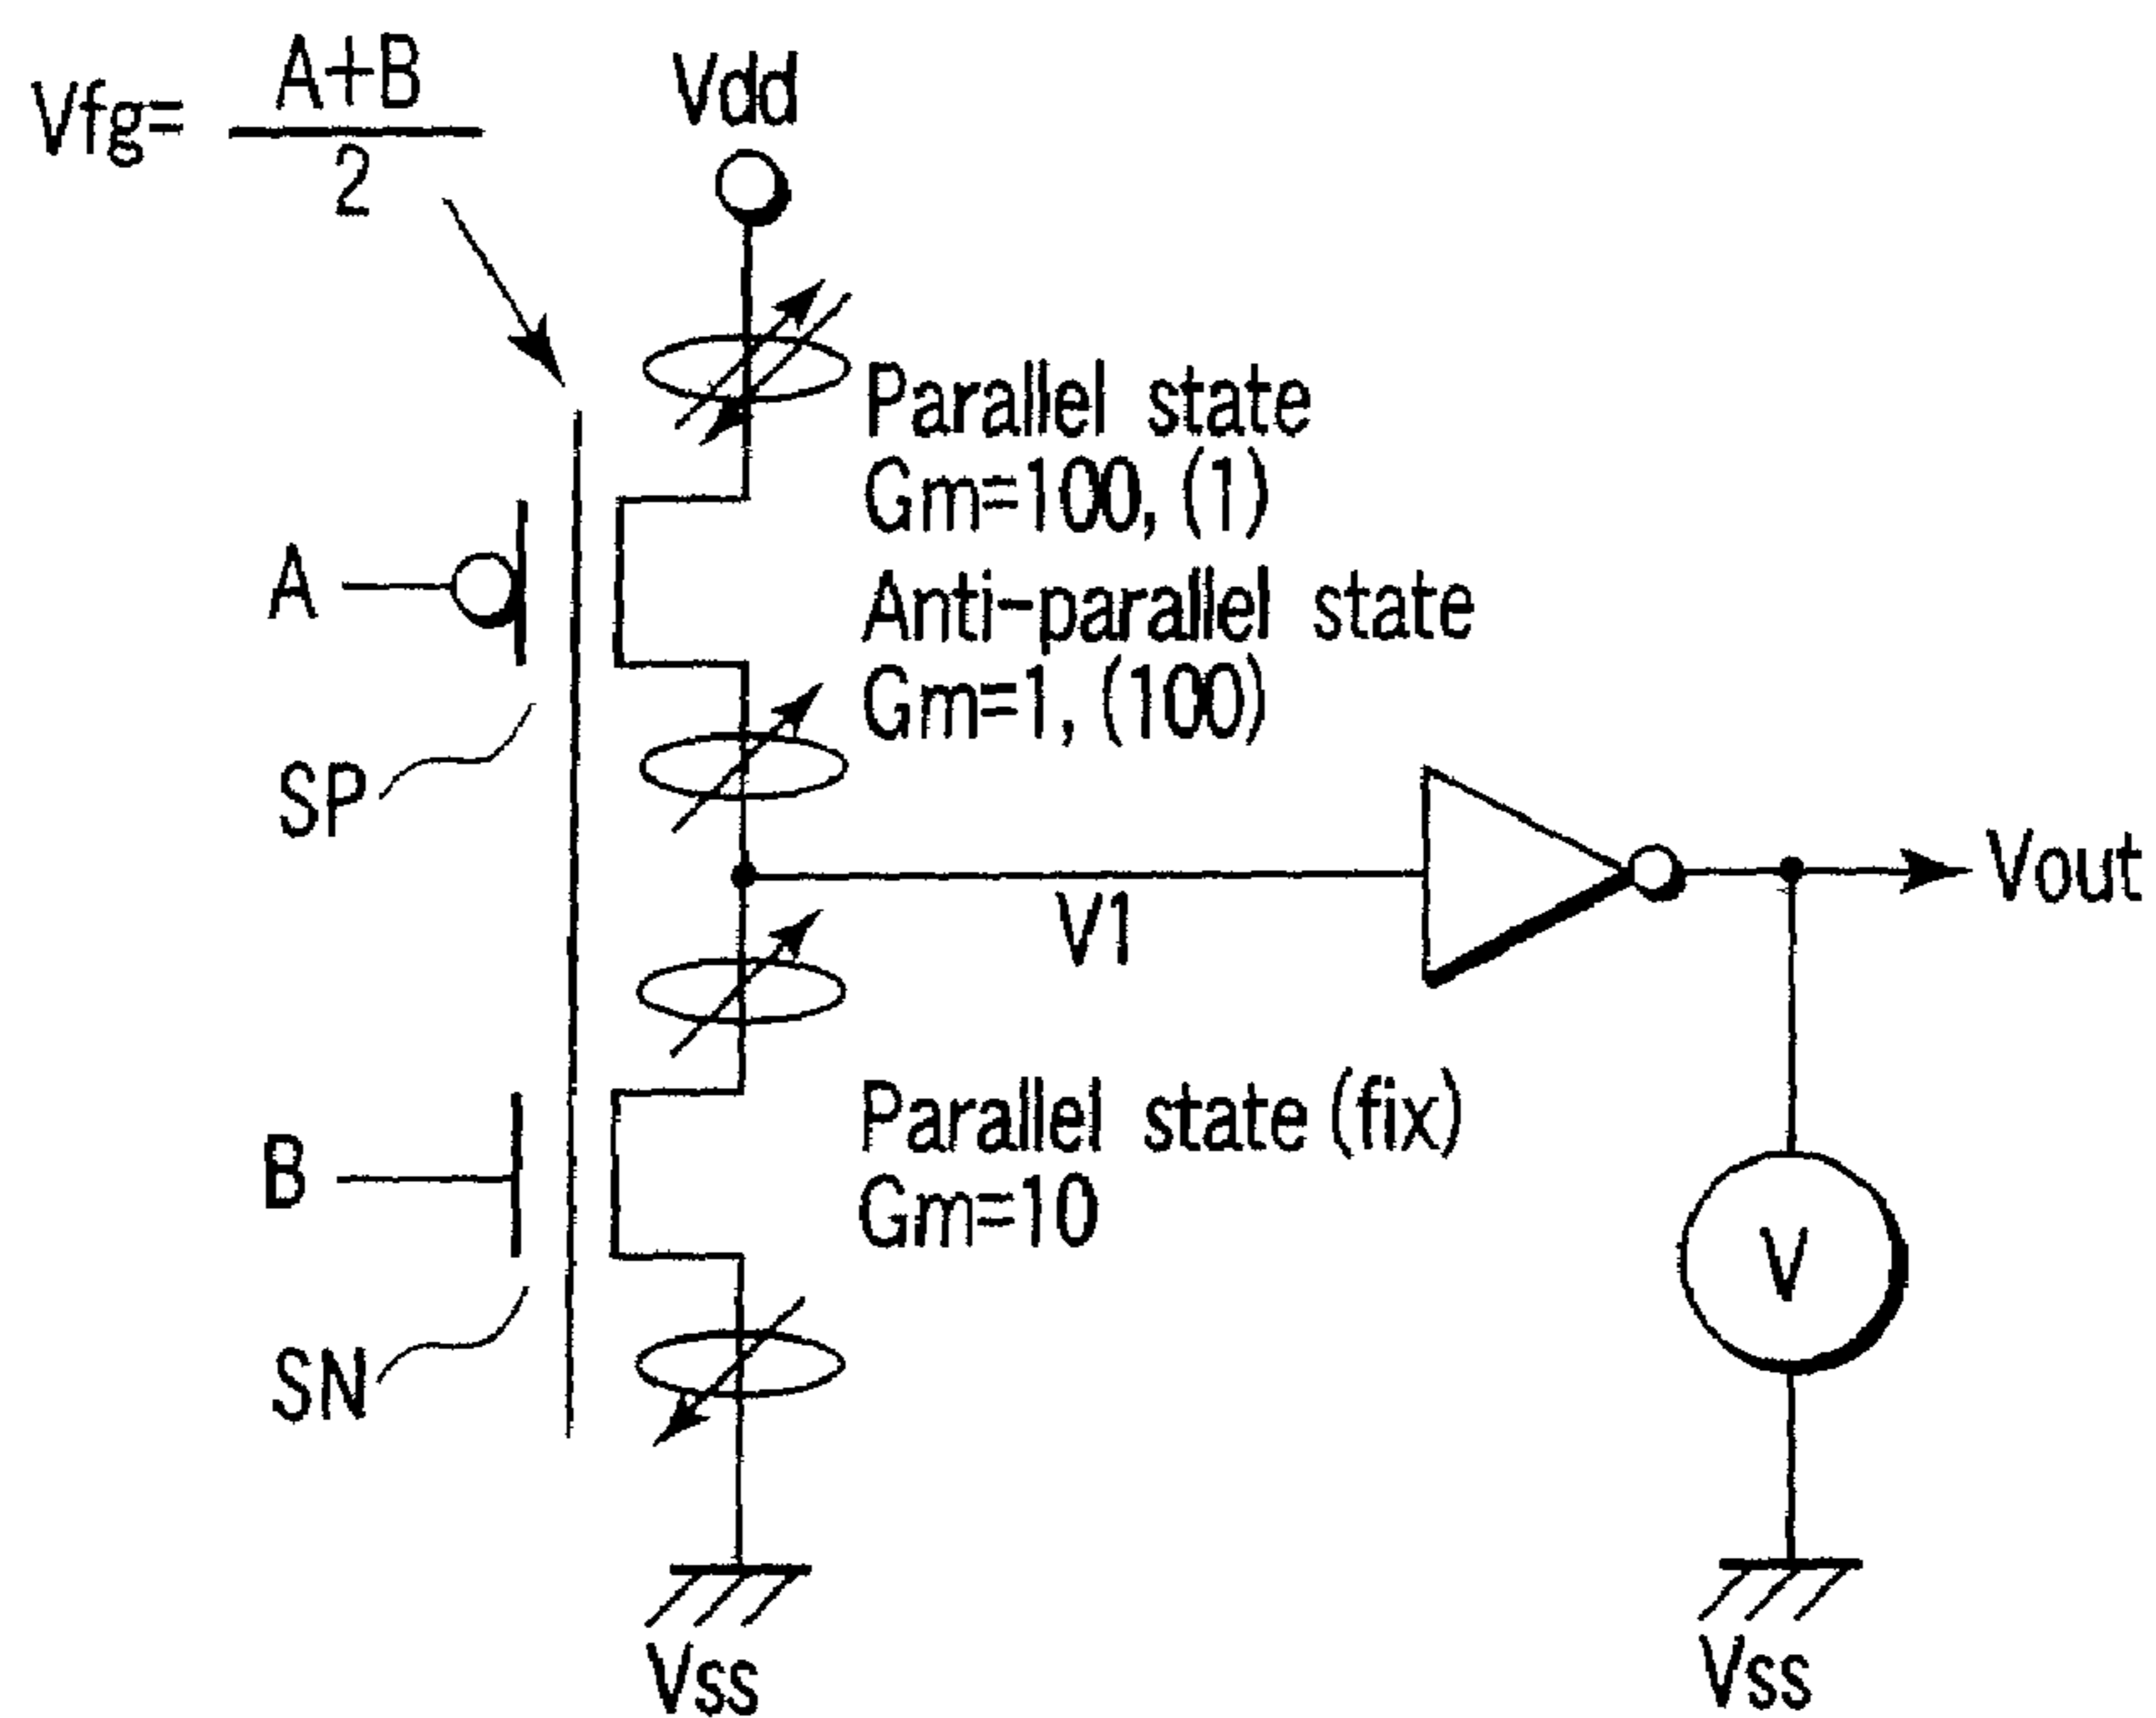 Vfg= A+B
2
Vdd
Parallel state
Gm=100, (1)
Anti-parallel state
Gm=1, (100)
A
SP
V1
Vout
Parallel state (fix)
Gm=10
B
SN
V
Vss
Vss